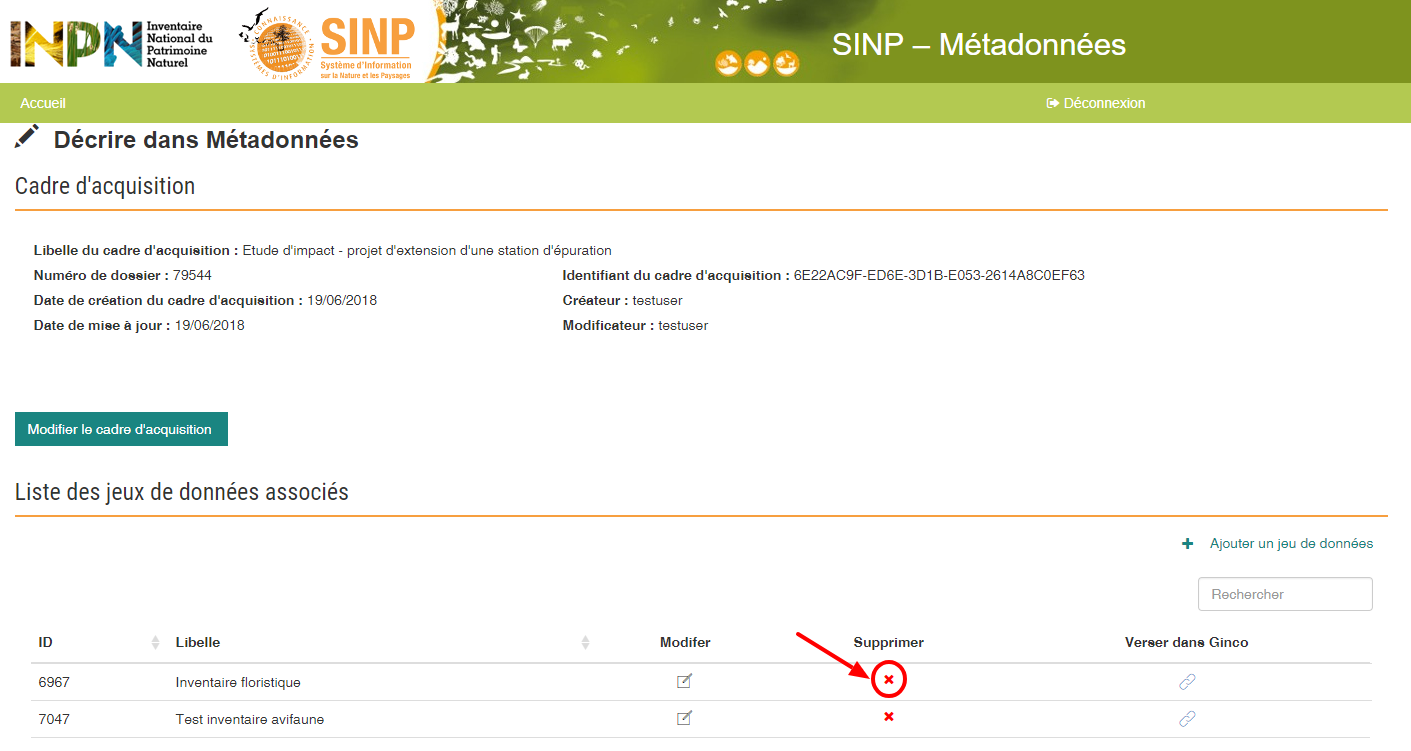 INPN Inventaire National du Patrimoine Naturel
SINP
Système d'Information
sur la Nature et les Paysages
SINP – Métadonnées
Accueil
Déconnexion
Décrire dans Métadonnées
Cadre d'acquisition
Libelle du cadre d'acquisition : Etude d'impact - projet d'extension d'une station d'épuration
Numéro de dossier : 79544
Identifiant du cadre d'acquisition : 6E22AC9F-ED6E-3D1B-E053-2614A8C0EF63
Date de création du cadre d'acquisition : 19/06/2018
Créateur : testuser
Date de mise à jour : 19/06/2018
Modificateur : testuser
Modifier le cadre d'acquisition
Liste des jeux de données associés
+ Ajouter un jeu de données
Rechercher
ID Libelle Modifer Supprimer Verser dans Ginco
6967 Inventaire floristique
7047 Test inventaire avifaune